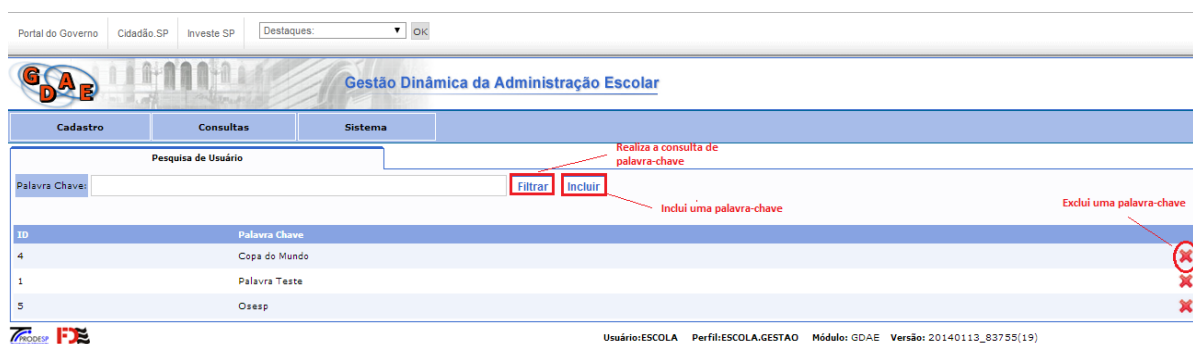 Portal do Governo Cidadão.SP Investe SP Destaques: OK
GDAE
Gestão Dinâmica da Administração Escolar
Cadastro Consultas Sistema
Pesquisa de Usuário
Realiza a consulta de
palavra-chave
Palavra Chave: Filtrar Incluir
Inclui uma palavra-chave
Exclui uma palavra-chave
ID Palavra Chave
4 Copa do Mundo
1 Palavra Teste
5 Osesp
PRODESP FDE Usuário:ESCOLA Perfil:ESCOLA.GESTAO Módulo: GDAE Versão: 20140113_83755(19)